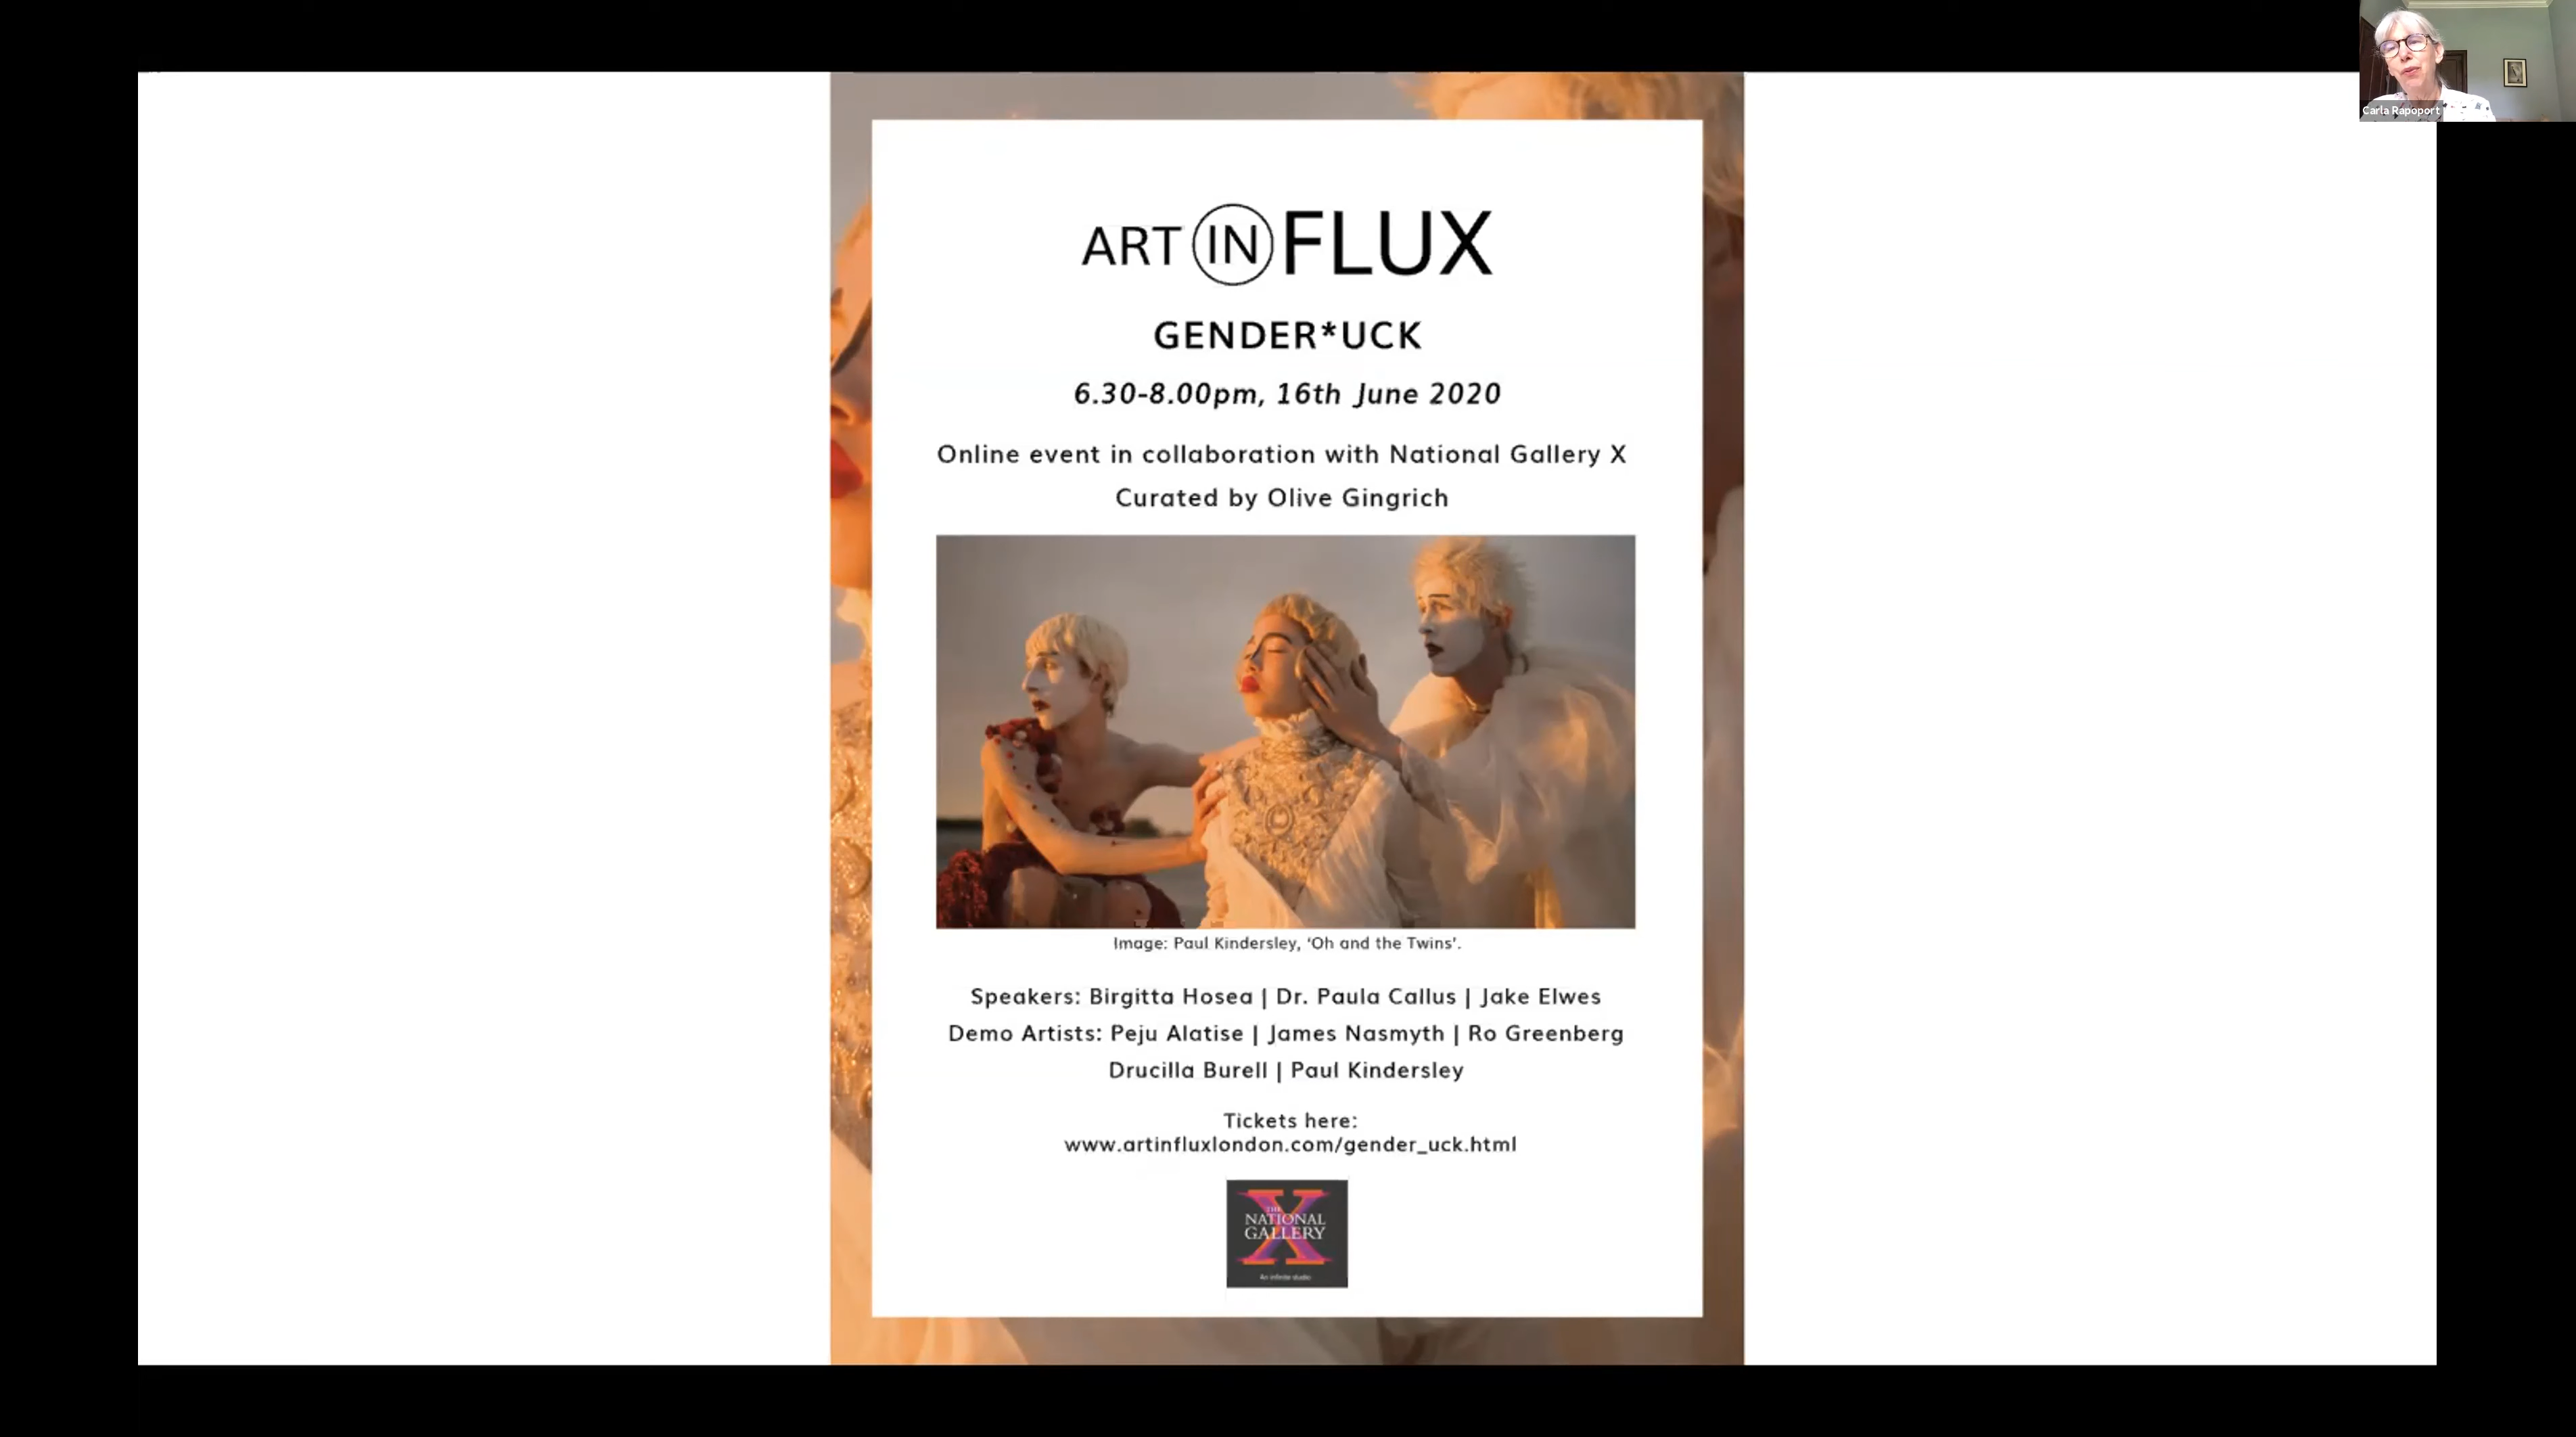 Carla Rapoport
ART IN FLUX
GENDER*UCK
6.30-8.00pm, 16th June 2020
Online event in collaboration with National Gallery X
Curated by Olive Gingrich
Image: Paul Kindersley, ‘Oh and the Twins’.
Speakers: Birgitta Hosea | Dr. Paula Callus | Jake Elwes
Demo Artists: Peju Alatise | James Nasmyth | Ro Greenberg
Drucilla Burell | Paul Kindersley
Tickets here:
www.artinfluxlondon.com/gender_uck.html
X
THE
NATIONAL
GALLERY
An infinite studio